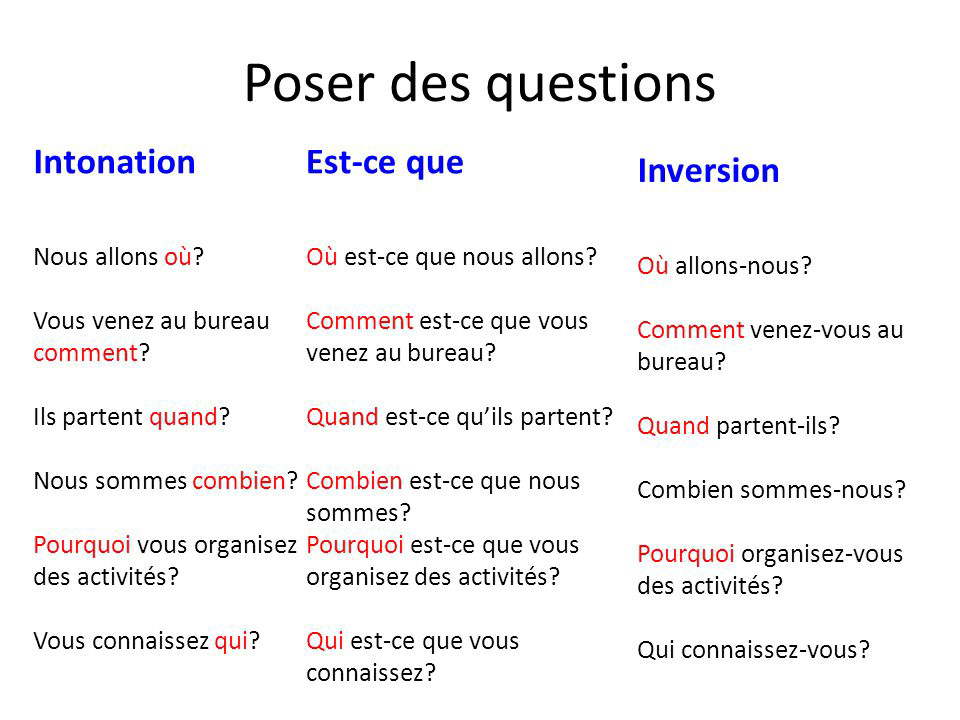 Poser des questions
Intonation
Nous allons où?
Vous venez au bureau
comment?
Ils partent quand?
Nous sommes combien?
Pourquoi vous organisez
des activités?
Vous connaissez qui?
Est-ce que
Où est-ce que nous allons?
Comment est-ce que vous
venez au bureau?
Quand est-ce qu’ils partent?
Combien est-ce que nous
sommes?
Pourquoi est-ce que vous
organisez des activités?
Qui est-ce que vous
connaissez?
Inversion
Où allons-nous?
Comment venez-vous au
bureau?
Quand partent-ils?
Combien sommes-nous?
Pourquoi organisez-vous
des activités?
Qui connaissez-vous?